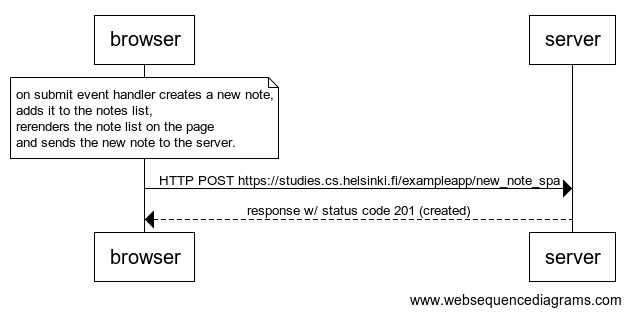 browser
server
on submit event handler creates a new note,
adds it to the notes list,
rerenders the note list on the page
and sends the new note to the server.
HTTP POST https://studies.cs.helsinki.fi/exampleapp/new_note_spa
response w/ status code 201 (created)
browser
server
www.websequencediagrams.com